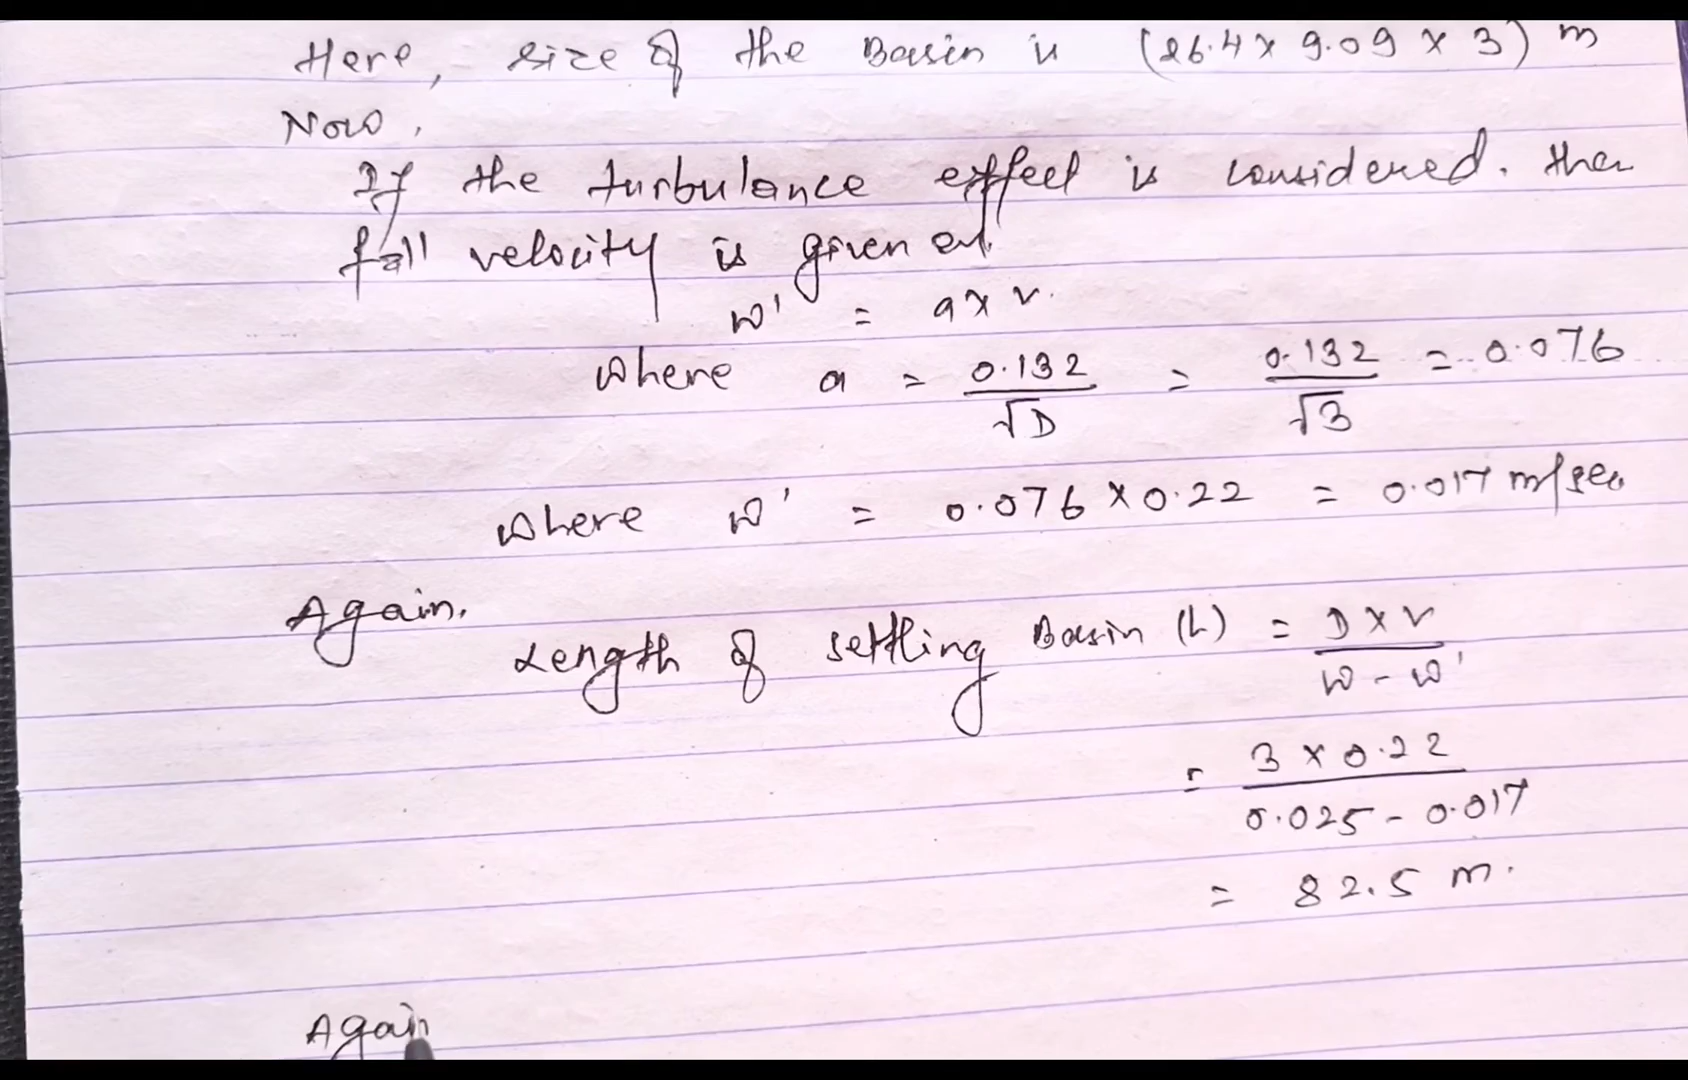 Here, size of the Basin is (26.4 x 9.09 x 3) m
Now,
If the turbulance effect is considered. then
fall velocity is given as
w' = a x v.
where a = 0.132 / √D = 0.132 / √3 = 0.076
where w' = 0.076 x 0.22 = 0.017 m/sec
Again.
Length of settling Basin (L) = D x v / w - w'
= 3 x 0.22 / 0.025 - 0.017
= 82.5 m.
Again